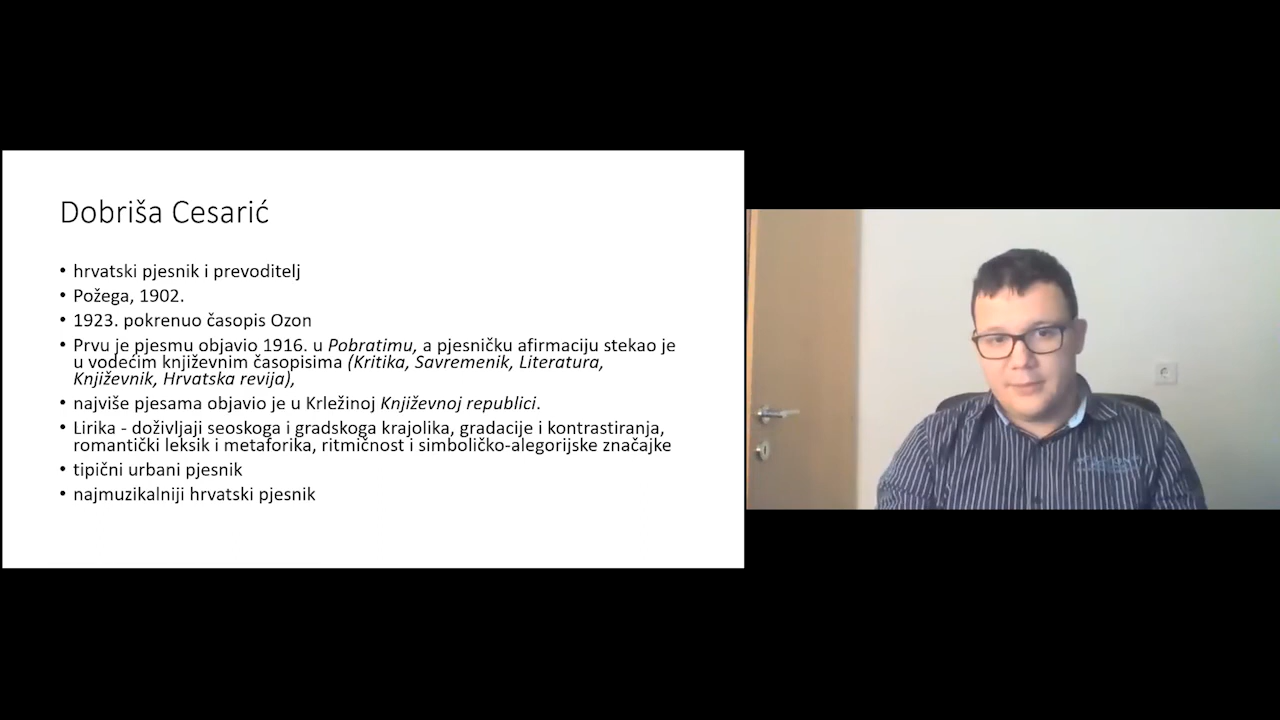 Dobriša Cesarić
• hrvatski pjesnik i prevoditelj
• Požega, 1902.
• 1923. pokrenuo časopis Ozon
• Prvu je pjesmu objavio 1916. u Pobratimu, a pjesničku afirmaciju stekao je
u vodećim književnim časopisima (Kritika, Savremenik, Literatura,
Književnik, Hrvatska revija),
• najviše pjesama objavio je u Krležinoj Književnoj republici.
• Lirika - doživljaji seoskoga i gradskoga krajolika, gradacije i kontrastiranja,
romantički leksik i metaforika, ritmičnost i simboličko-alegorijske značajke
• tipični urbani pjesnik
• najmuzikalniji hrvatski pjesnik